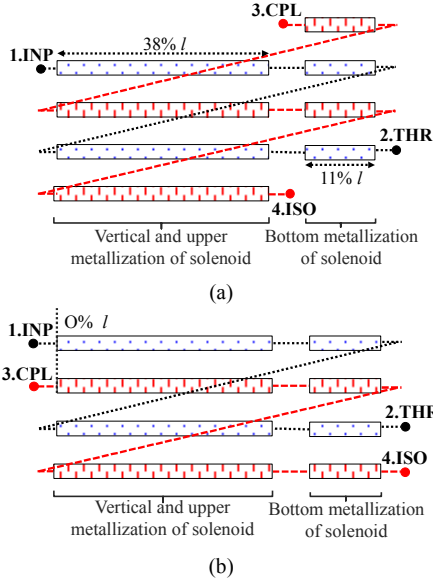 3.CPL
38% l
1.INP
2.THR
11% l
4.ISO
Vertical and upper
metallization of solenoid
Bottom metallization
of solenoid
(a)
O% l
1.INP
3.CPL
2.THR
4.ISO
Vertical and upper
metallization of solenoid
Bottom metallization
of solenoid
(b)